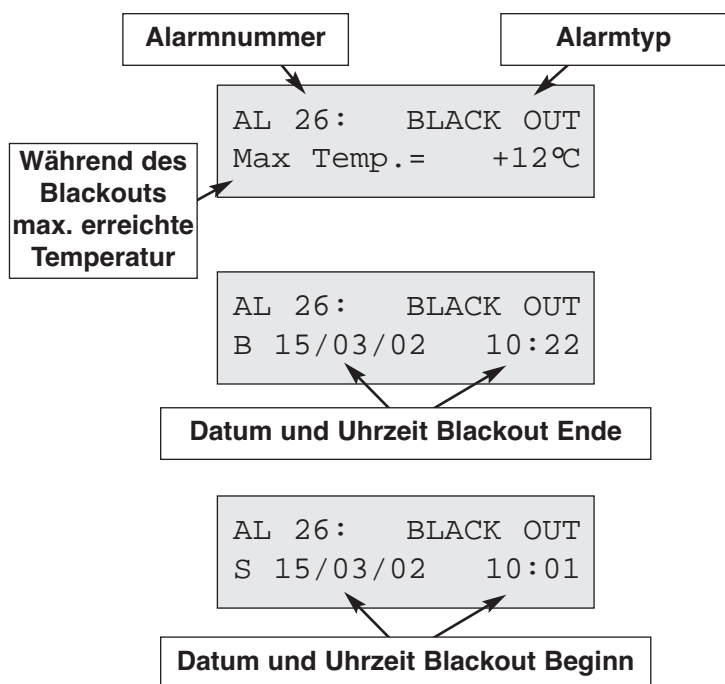 Alarmnummer
Alarmtyp
AL 26: BLACK OUT
Max Temp.= +12°C
Während des
Blackouts
max. erreichte
Temperatur
AL 26: BLACK OUT
B 15/03/02 10:22
Datum und Uhrzeit Blackout Ende
AL 26: BLACK OUT
S 15/03/02 10:01
Datum und Uhrzeit Blackout Beginn